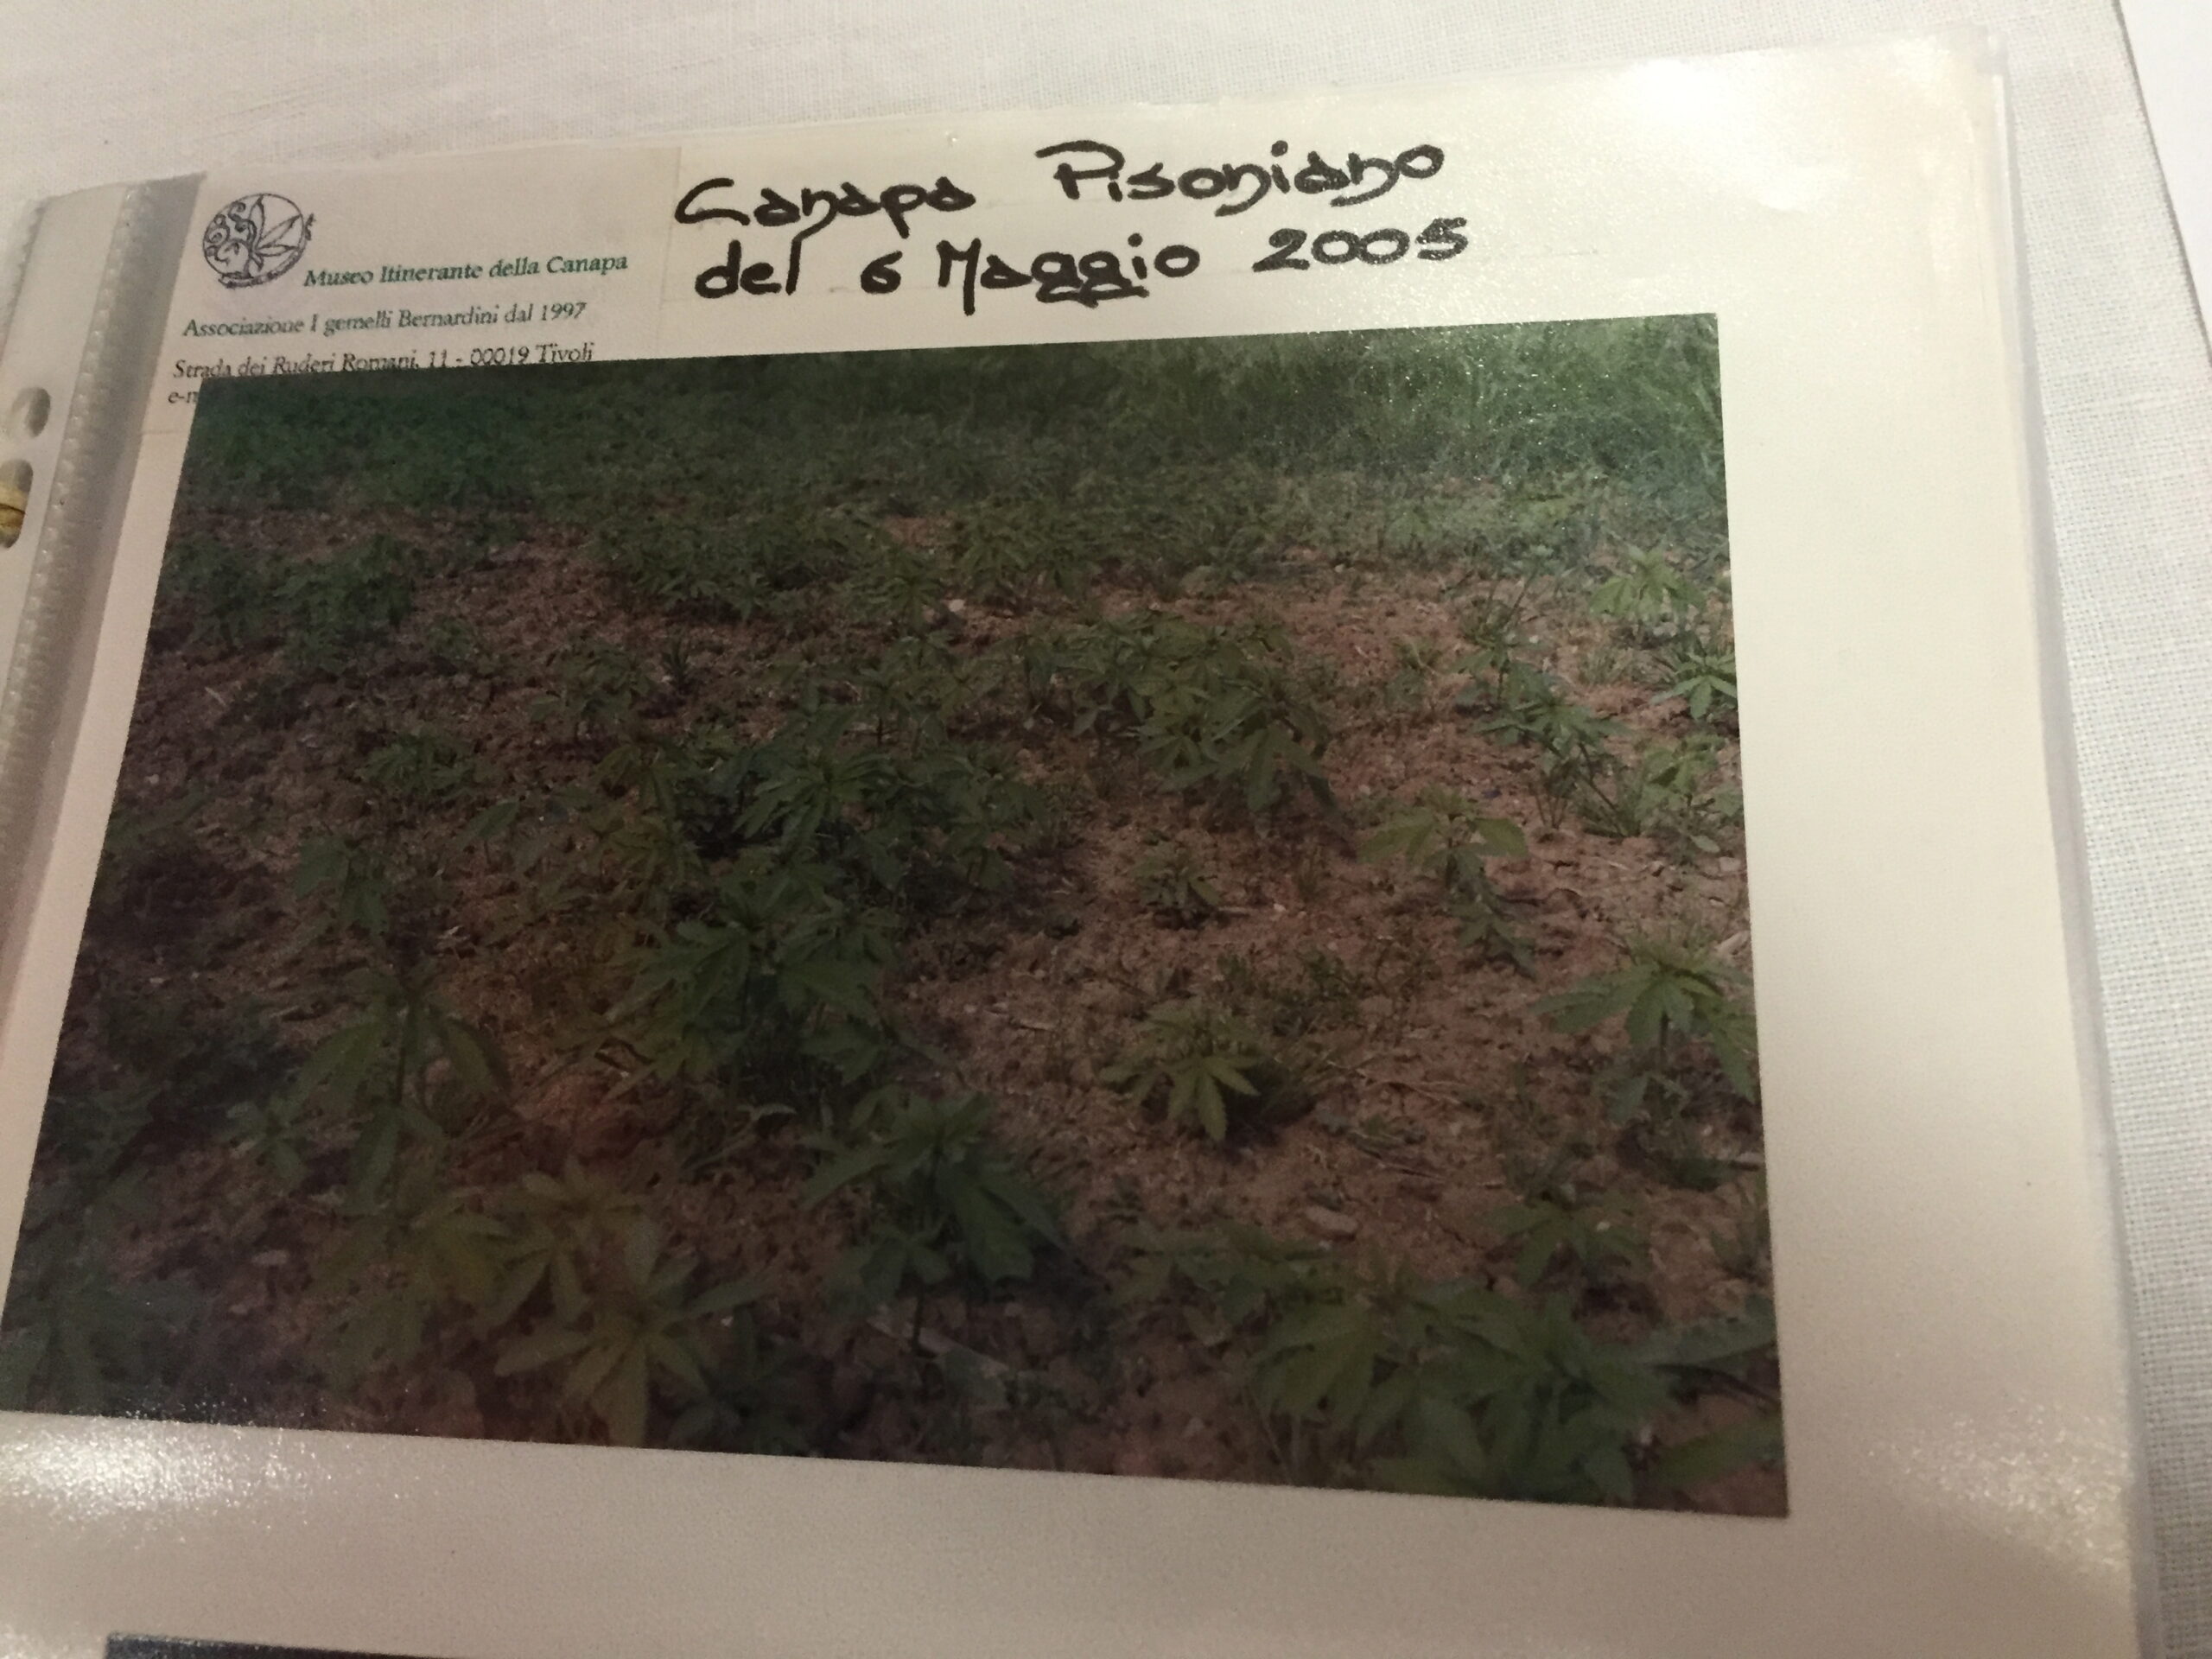 Canapa Pisoniano
del 6 Maggio 2005
Museo Itinerante della Canapa
Associazione I gemelli Bernardini dal 1997
Strada dei Ruderi Romani, 11 - 00019 Tivoli